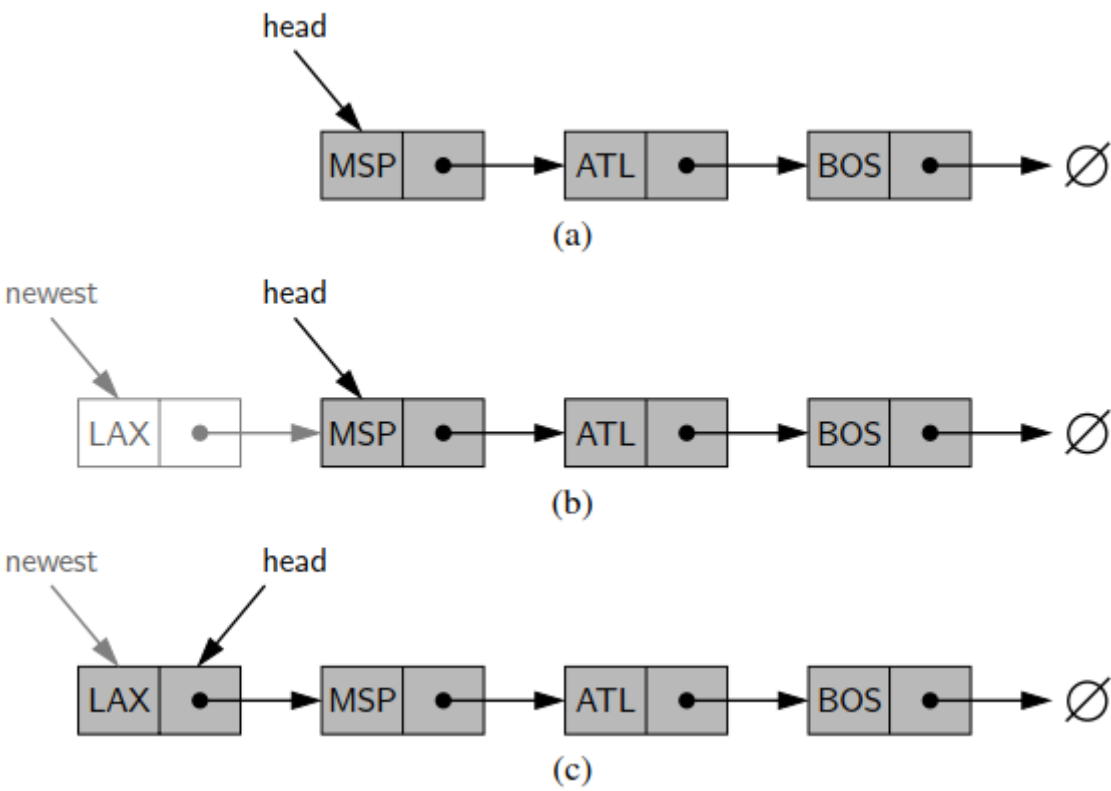 head
MSP ATL BOS ∅
(a)
newest head
LAX MSP ATL BOS ∅
(b)
newest head
LAX MSP ATL BOS ∅
(c)